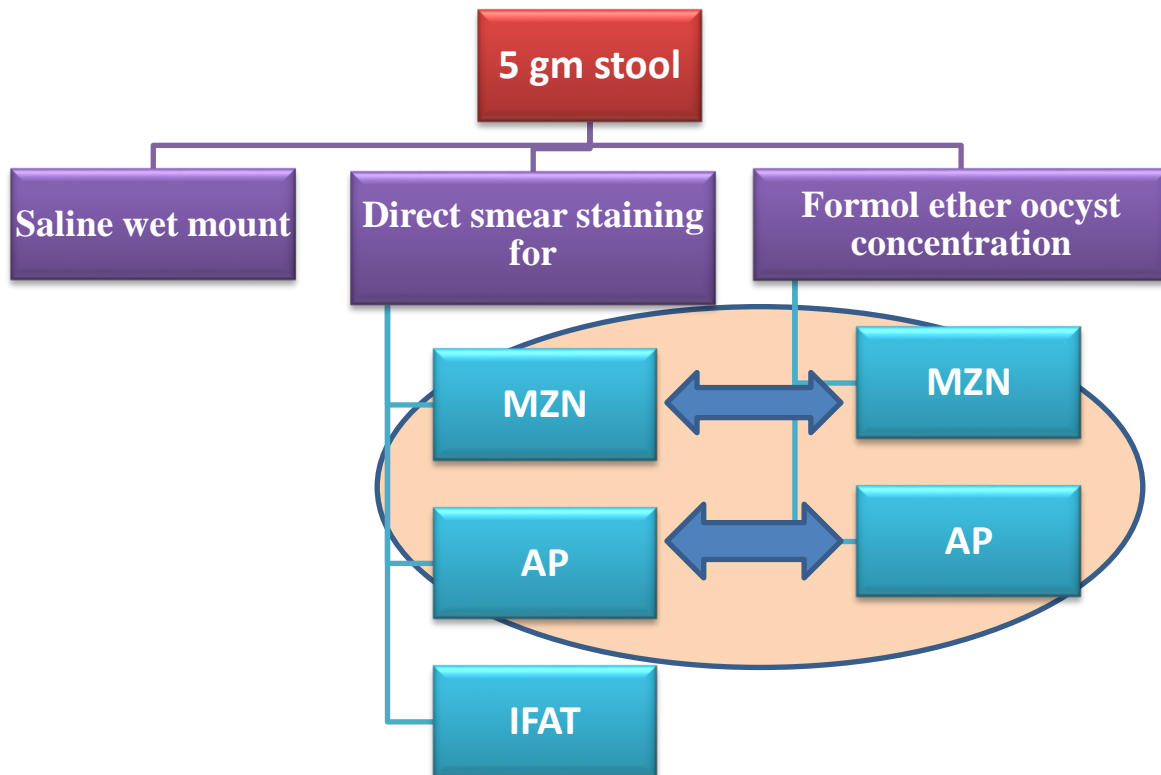 5 gm stool
Saline wet mount
Direct smear staining
for
Formol ether oocyst
concentration
MZN
MZN
AP
AP
IFAT